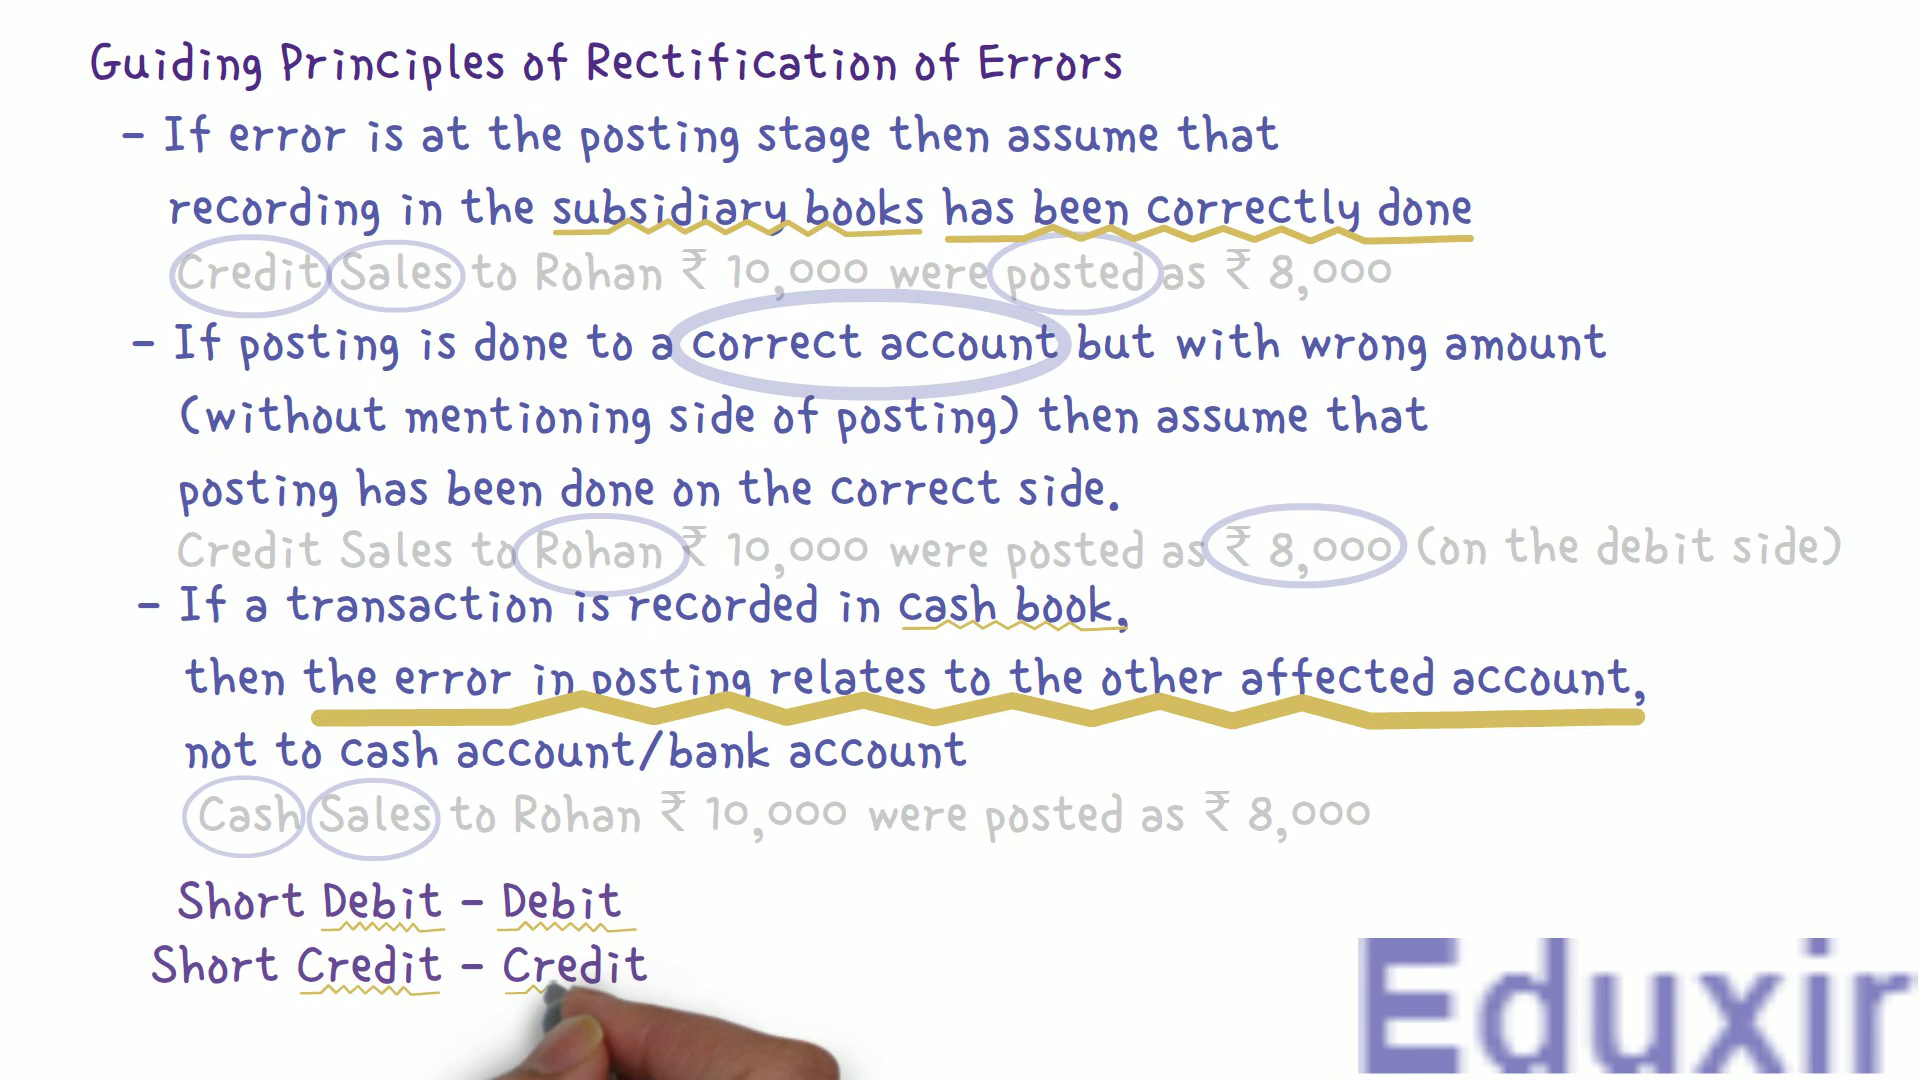 Guiding Principles of Rectification of Errors
- If error is at the posting stage then assume that
recording in the subsidiary books has been correctly done
Credit Sales to Rohan ₹ 10,000 were posted as ₹ 8,000
- If posting is done to a correct account but with wrong amount
(without mentioning side of posting) then assume that
posting has been done on the correct side.
Credit Sales to Rohan ₹ 10,000 were posted as ₹ 8,000 (on the debit side)
- If a transaction is recorded in cash book,
then the error in posting relates to the other affected account,
not to cash account/bank account
Cash Sales to Rohan ₹ 10,000 were posted as ₹ 8,000
Short Debit - Debit
Short Credit - Credit